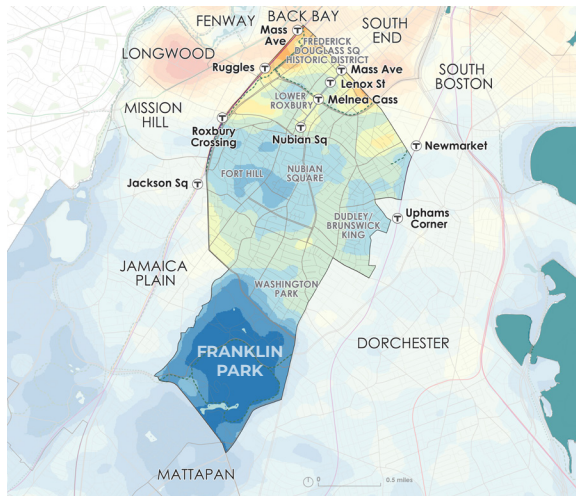 BACK BAY
FENWAY
Mass
Ave
SOUTH
END
FREDERICK
DOUGLASS SQ
HISTORIC DISTRICT
LONGWOOD
Ruggles
Mass Ave
SOUTH
BOSTON
Lenox St
LOWER
ROXBURY
Melnea Cass
MISSION
HILL
Roxbury
Crossing
Nubian Sq
Newmarket
FORT HILL
NUBIAN
SQUARE
Jackson Sq
DUDLEY/
BRUNSWICK
KING
Uphams
Corner
JAMAICA
PLAIN
WASHINGTON
PARK
FRANKLIN
PARK
DORCHESTER
MATTAPAN
0
0.5 miles